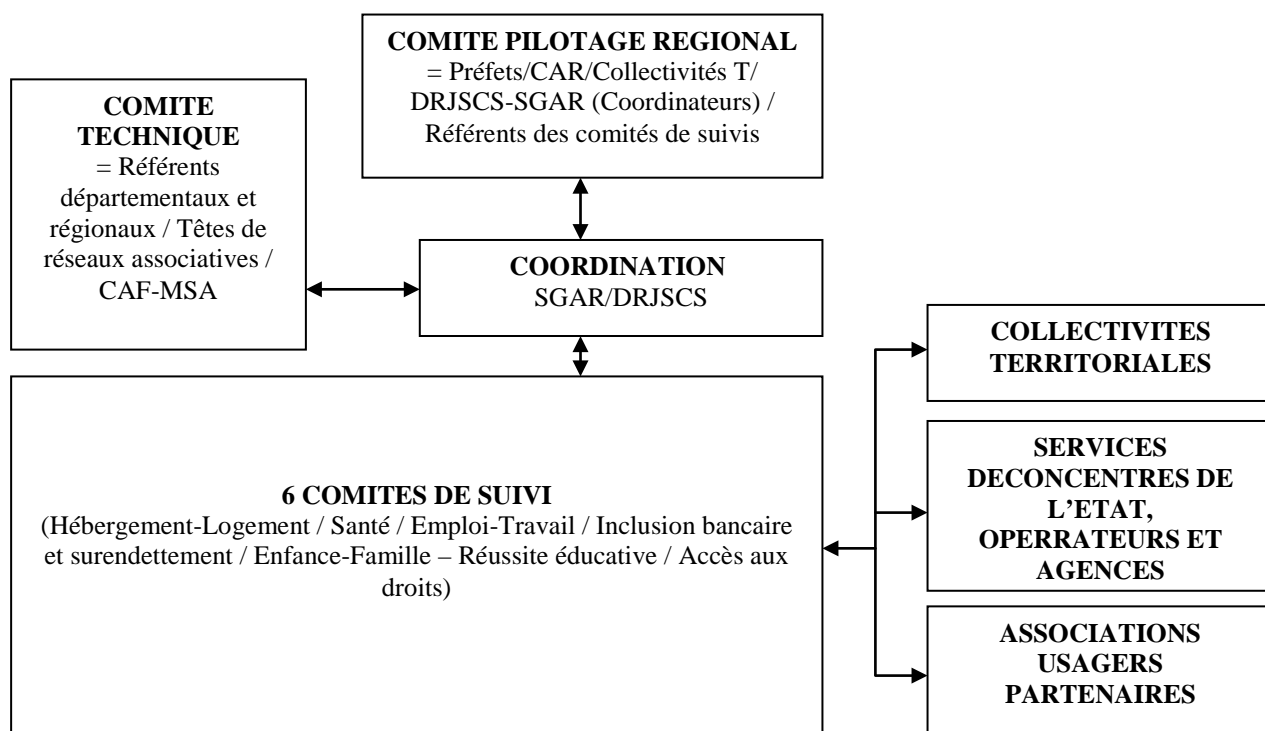 COMITE PILOTAGE REGIONAL
= Préfets/CAR/Collectivités T/
DRJSCS-SGAR (Coordinateurs) /
Référents des comités de suivis
COMITE
TECHNIQUE
= Référents
départementaux et
régionaux / Têtes de
réseaux associatives /
CAF-MSA
COORDINATION
SGAR/DRJSCS
6 COMITES DE SUIVI
(Hébergement-Logement / Santé / Emploi-Travail / Inclusion bancaire
et surendettement / Enfance-Famille – Réussite éducative / Accès aux
droits)
COLLECTIVITES
TERRITORIALES
SERVICES
DECONCENTRES DE
L’ETAT,
OPERRATEURS ET
AGENCES
ASSOCIATIONS
USAGERS
PARTENAIRES